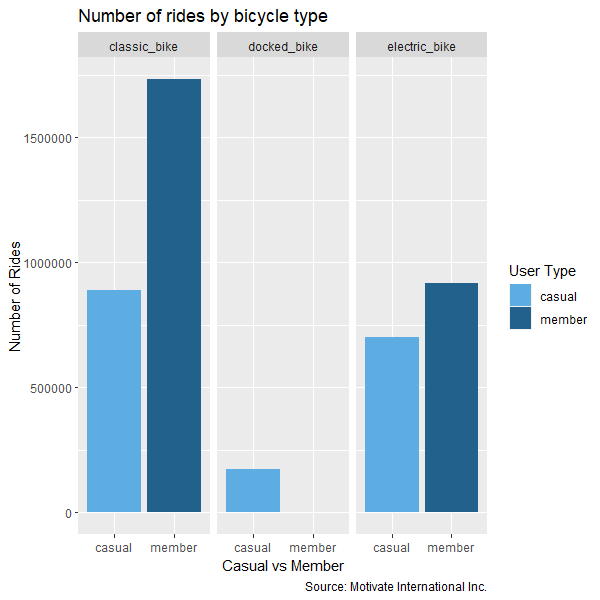 Number of rides by bicycle type
classic_bike docked_bike electric_bike
Number of Rides
1500000
1000000
500000
0
casual member casual member casual member
Casual vs Member
User Type
casual
member
Source: Motivate International Inc.